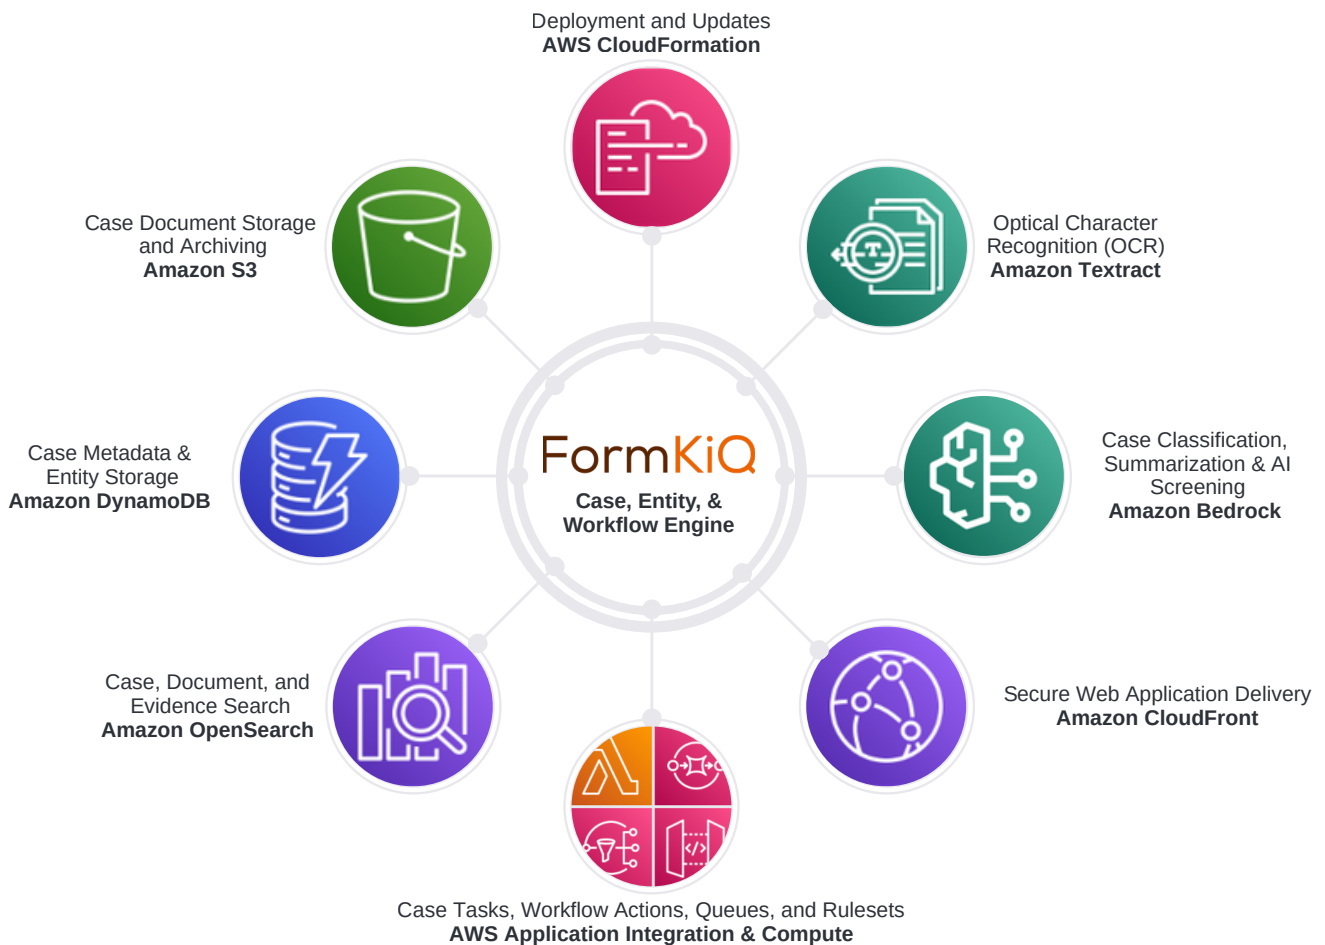 Deployment and Updates
AWS CloudFormation
Case Document Storage
and Archiving
Amazon S3
Optical Character
Recognition (OCR)
Amazon Textract
Case Metadata &
Entity Storage
Amazon DynamoDB
FormKiQ
Case, Entity, &
Workflow Engine
Case Classification,
Summarization & AI
Screening
Amazon Bedrock
Case, Document, and
Evidence Search
Amazon OpenSearch
Secure Web Application Delivery
Amazon CloudFront
Case Tasks, Workflow Actions, Queues, and Rulesets
AWS Application Integration & Compute